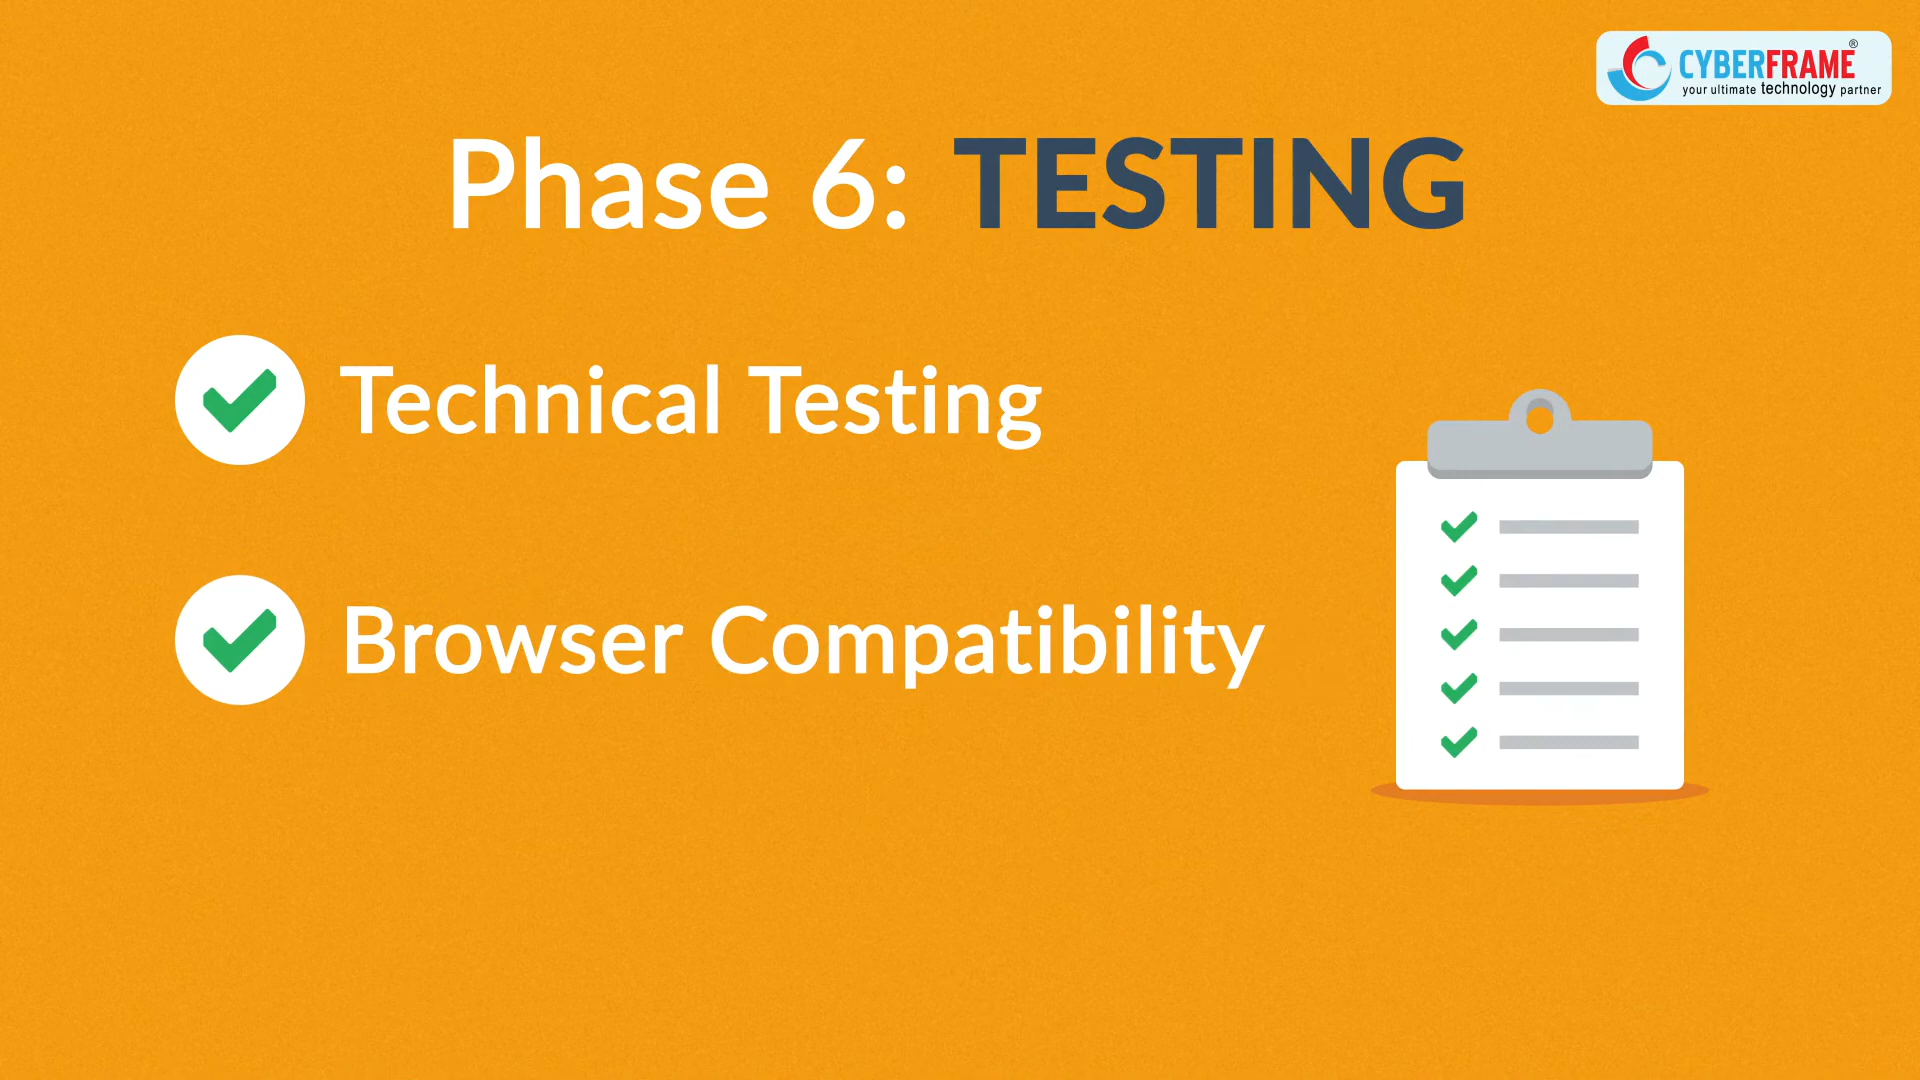 CYBERFRAME®
your ultimate technology partner
Phase 6: TESTING
Technical Testing
Browser Compatibility